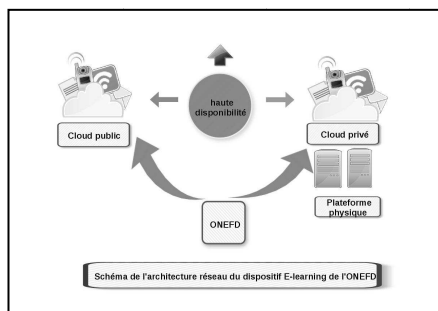 haute
disponibilité
Cloud public
Cloud privé
Plateforme
physique
ONEFD
Schéma de l'architecture réseau du dispositif E-learning de l'ONEFD